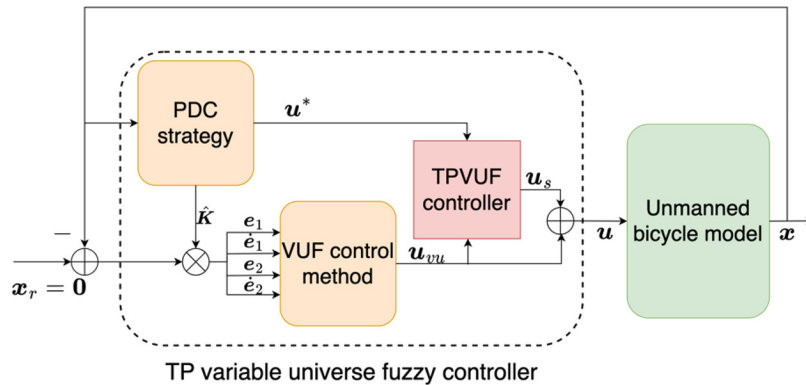 PDC
strategy
u*
TPVUF
controller
u_s
Unmanned
bicycle model
u
x
K̂
−
e₁
ė₁
e₂
ė₂
VUF control
method
u_vu
x_r = 0
TP variable universe fuzzy controller